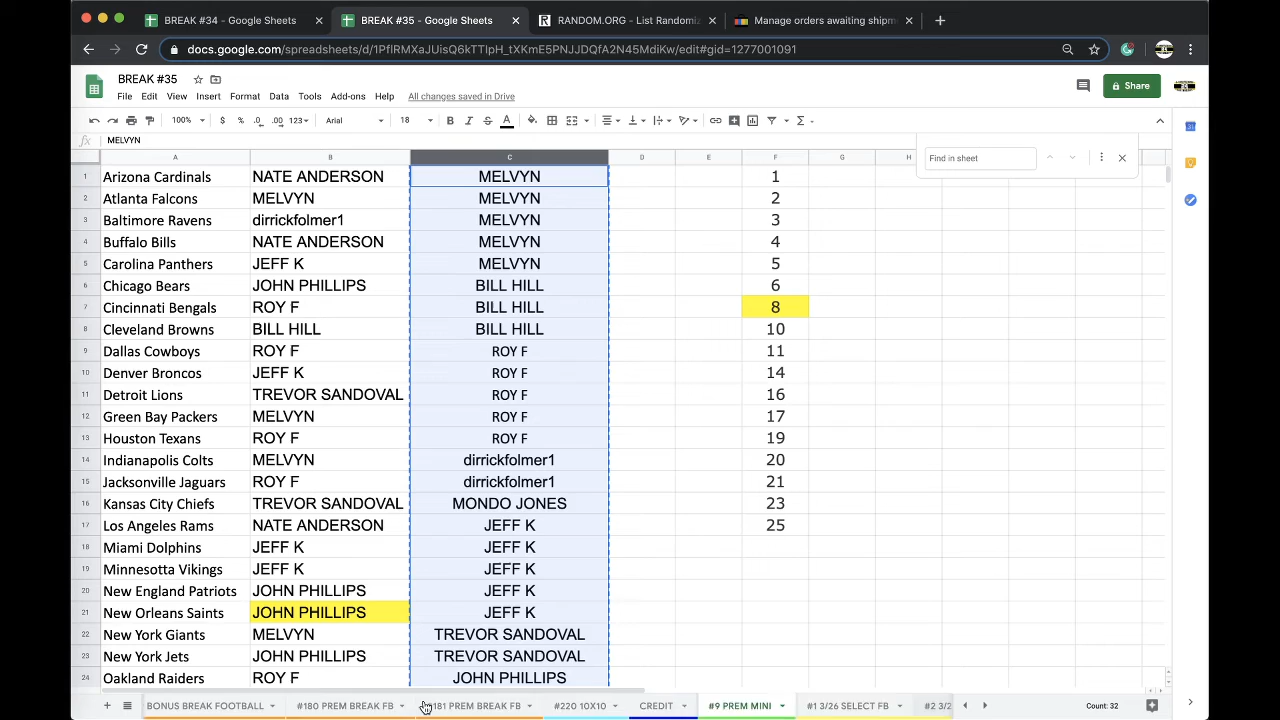 BREAK #34 - Google Sheets
BREAK #35 - Google Sheets
RANDOM.ORG - List Randomiz
Manage orders awaiting shipm
docs.google.com/spreadsheets/d/1PflRMXaJUisQ6kTTlpH_tXKmE5PNJJDQfA2N45MdiKw/edit#gid=1277001091
BREAK #35
File Edit View Insert Format Data Tools Add-ons Help All changes saved in Drive
Share
100% $ % .0 .00 123 Arial 18 B I S A
fx MELVYN
Find in sheet
A B C D E F G H
1 Arizona Cardinals NATE ANDERSON MELVYN 1
2 Atlanta Falcons MELVYN MELVYN 2
3 Baltimore Ravens dirrickfolmer1 MELVYN 3
4 Buffalo Bills NATE ANDERSON MELVYN 4
5 Carolina Panthers JEFF K MELVYN 5
6 Chicago Bears JOHN PHILLIPS BILL HILL 6
7 Cincinnati Bengals ROY F BILL HILL 8
8 Cleveland Browns BILL HILL BILL HILL 10
9 Dallas Cowboys ROY F ROY F 11
10 Denver Broncos JEFF K ROY F 14
11 Detroit Lions TREVOR SANDOVAL ROY F 16
12 Green Bay Packers MELVYN ROY F 17
13 Houston Texans ROY F ROY F 19
14 Indianapolis Colts MELVYN dirrickfolmer1 20
15 Jacksonville Jaguars ROY F dirrickfolmer1 21
16 Kansas City Chiefs TREVOR SANDOVAL MONDO JONES 23
17 Los Angeles Rams NATE ANDERSON JEFF K 25
18 Miami Dolphins JEFF K JEFF K
19 Minnesotta Vikings JEFF K JEFF K
20 New England Patriots JOHN PHILLIPS JEFF K
21 New Orleans Saints JOHN PHILLIPS JEFF K
22 New York Giants MELVYN TREVOR SANDOVAL
23 New York Jets JOHN PHILLIPS TREVOR SANDOVAL
24 Oakland Raiders ROY F JOHN PHILLIPS
BONUS BREAK FOOTBALL #180 PREM BREAK FB #181 PREM BREAK FB #220 10X10 CREDIT #9 PREM MINI #1 3/26 SELECT FB #2 3/2 Count: 32